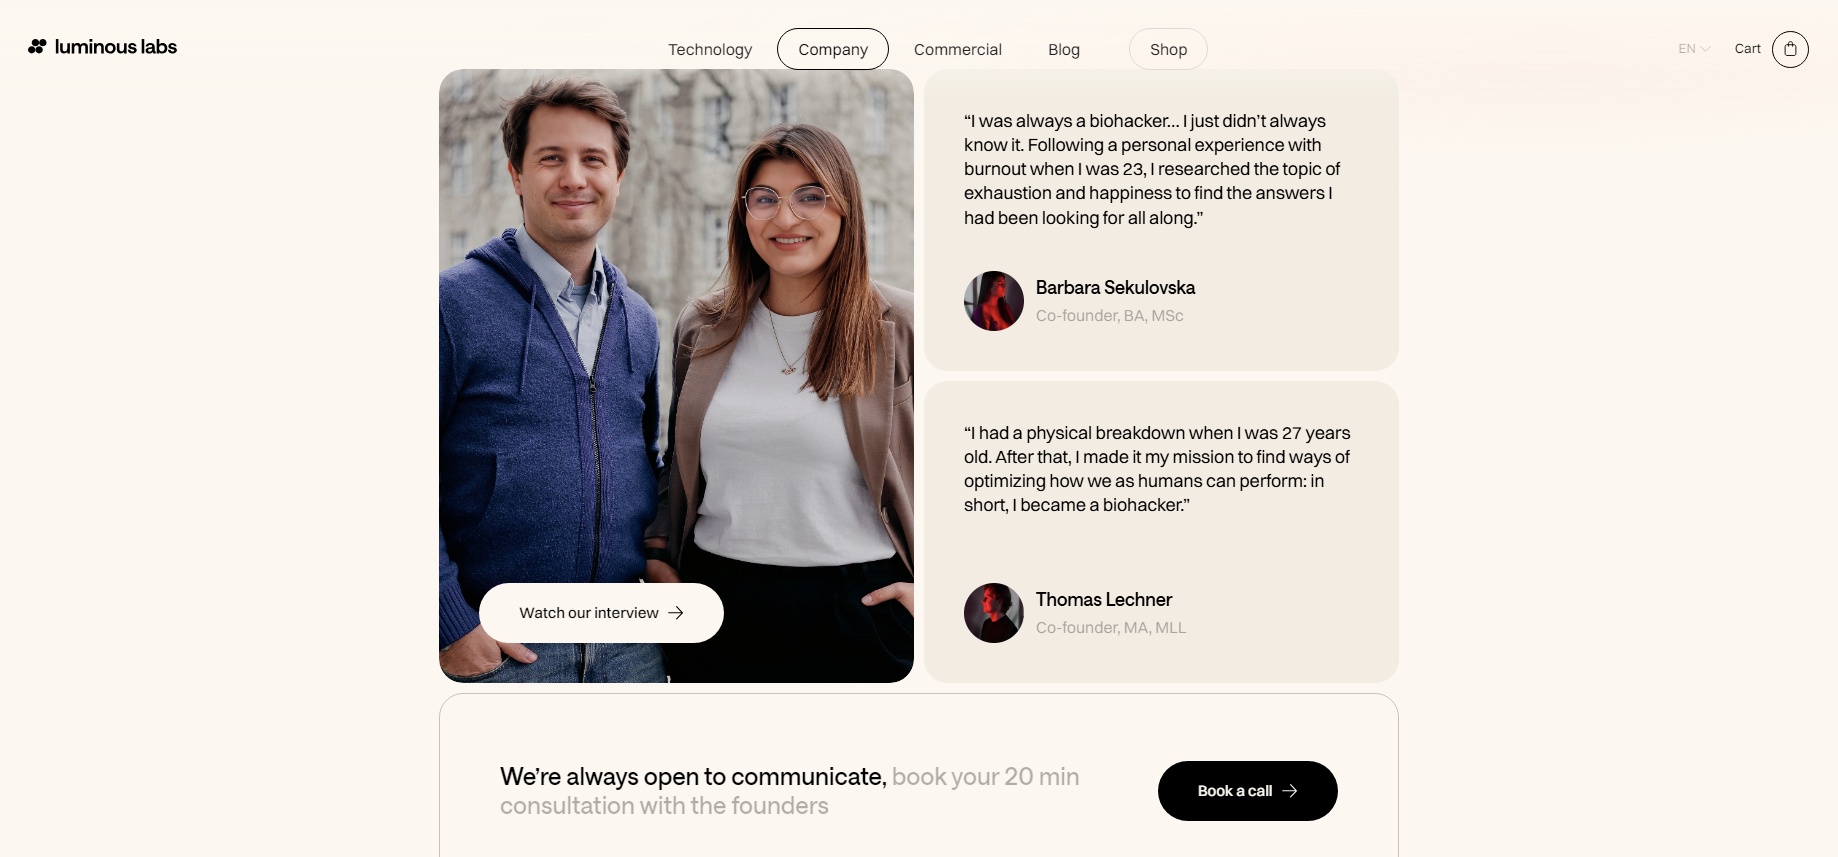 luminous labs
Technology
Company
Commercial
Blog
Shop
EN
Cart
“I was always a biohacker... I just didn’t always
know it. Following a personal experience with
burnout when I was 23, I researched the topic of
exhaustion and happiness to find the answers I
had been looking for all along.”
Barbara Sekulovska
Co-founder, BA, MSc
“I had a physical breakdown when I was 27 years
old. After that, I made it my mission to find ways of
optimizing how we as humans can perform: in
short, I became a biohacker.”
Thomas Lechner
Co-founder, MA, MLL
Watch our interview
We’re always open to communicate, book your 20 min
consultation with the founders
Book a call